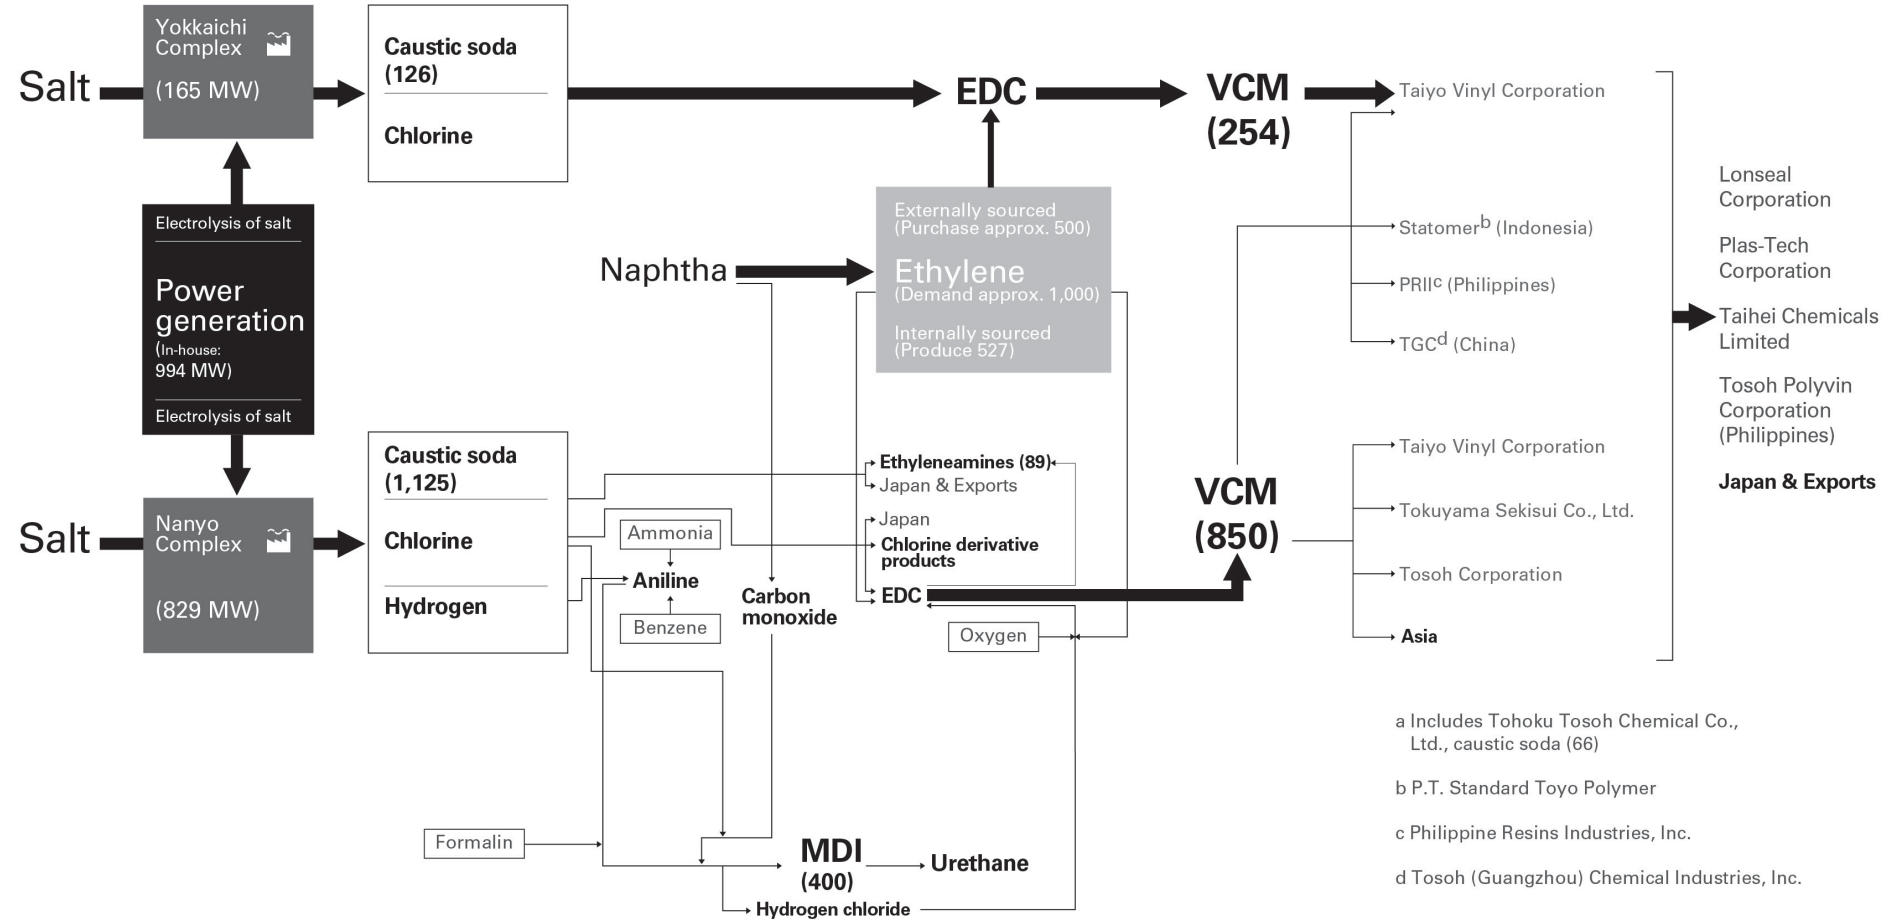 Yokkaichi
Complex
(165 MW)
Salt
Caustic soda
(126)
Chlorine
EDC
VCM
(254)
Taiyo Vinyl Corporation
Electrolysis of salt
Power
generation
(In-house:
994 MW)
Electrolysis of salt
Naphtha
Externally sourced
(Purchase approx. 500)
Ethylene
(Demand approx. 1,000)
Internally sourced
(Produce 527)
Statomerb (Indonesia)
PRIIc (Philippines)
TGCd (China)
Lonseal
Corporation
Plas-Tech
Corporation
Taihei Chemicals
Limited
Tosoh Polyvin
Corporation
(Philippines)
Japan & Exports
Salt
Nanyo
Complex
(829 MW)
Caustic soda
(1,125)
Chlorine
Hydrogen
Ammonia
Aniline
Benzene
Carbon
monoxide
Ethyleneamines (89)
Japan & Exports
Japan
Chlorine derivative
products
EDC
Oxygen
VCM
(850)
Taiyo Vinyl Corporation
Tokuyama Sekisui Co., Ltd.
Tosoh Corporation
Asia
Formalin
MDI
(400)
Urethane
Hydrogen chloride
a Includes Tohoku Tosoh Chemical Co.,
Ltd., caustic soda (66)
b P.T. Standard Toyo Polymer
c Philippine Resins Industries, Inc.
d Tosoh (Guangzhou) Chemical Industries, Inc.